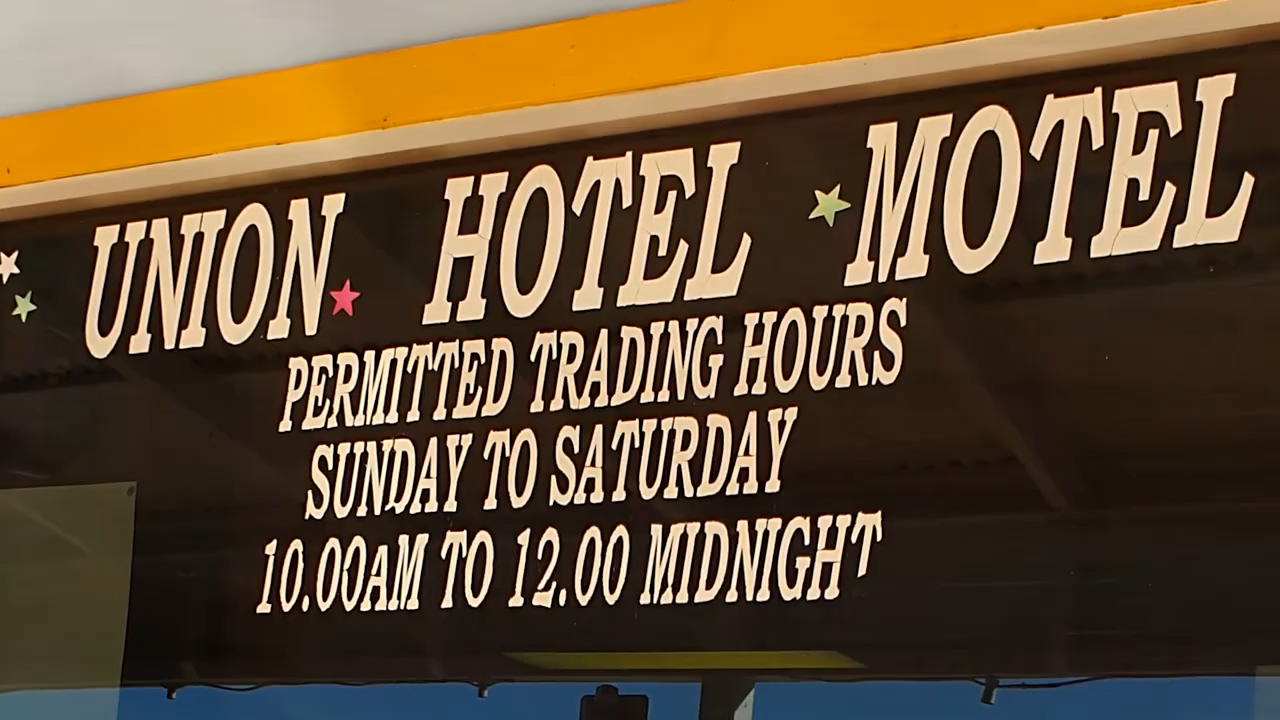 UNION HOTEL MOTEL
PERMITTED TRADING HOURS
SUNDAY TO SATURDAY
10.00AM TO 12.00 MIDNIGHT